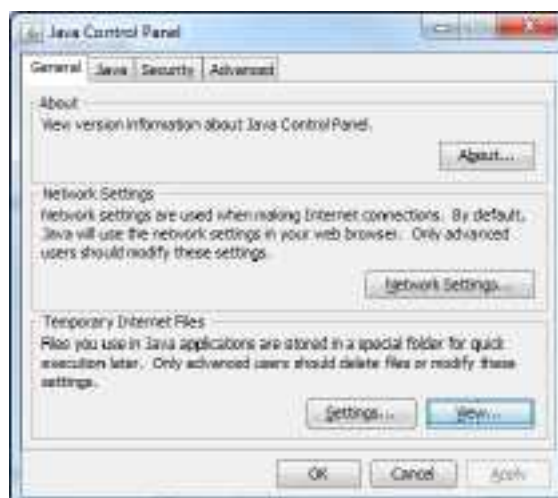 Java Control Panel
General Java Security Advanced
About
View version information about Java Control Panel.
About...
Network Settings
Network settings are used when making Internet connections. By default,
Java will use the network settings in your web browser. Only advanced
users should modify these settings.
Network Settings...
Temporary Internet Files
Files you use in Java applications are stored in a special folder for quick
execution later. Only advanced users should delete files or modify these
settings.
Settings... View...
OK Cancel Apply